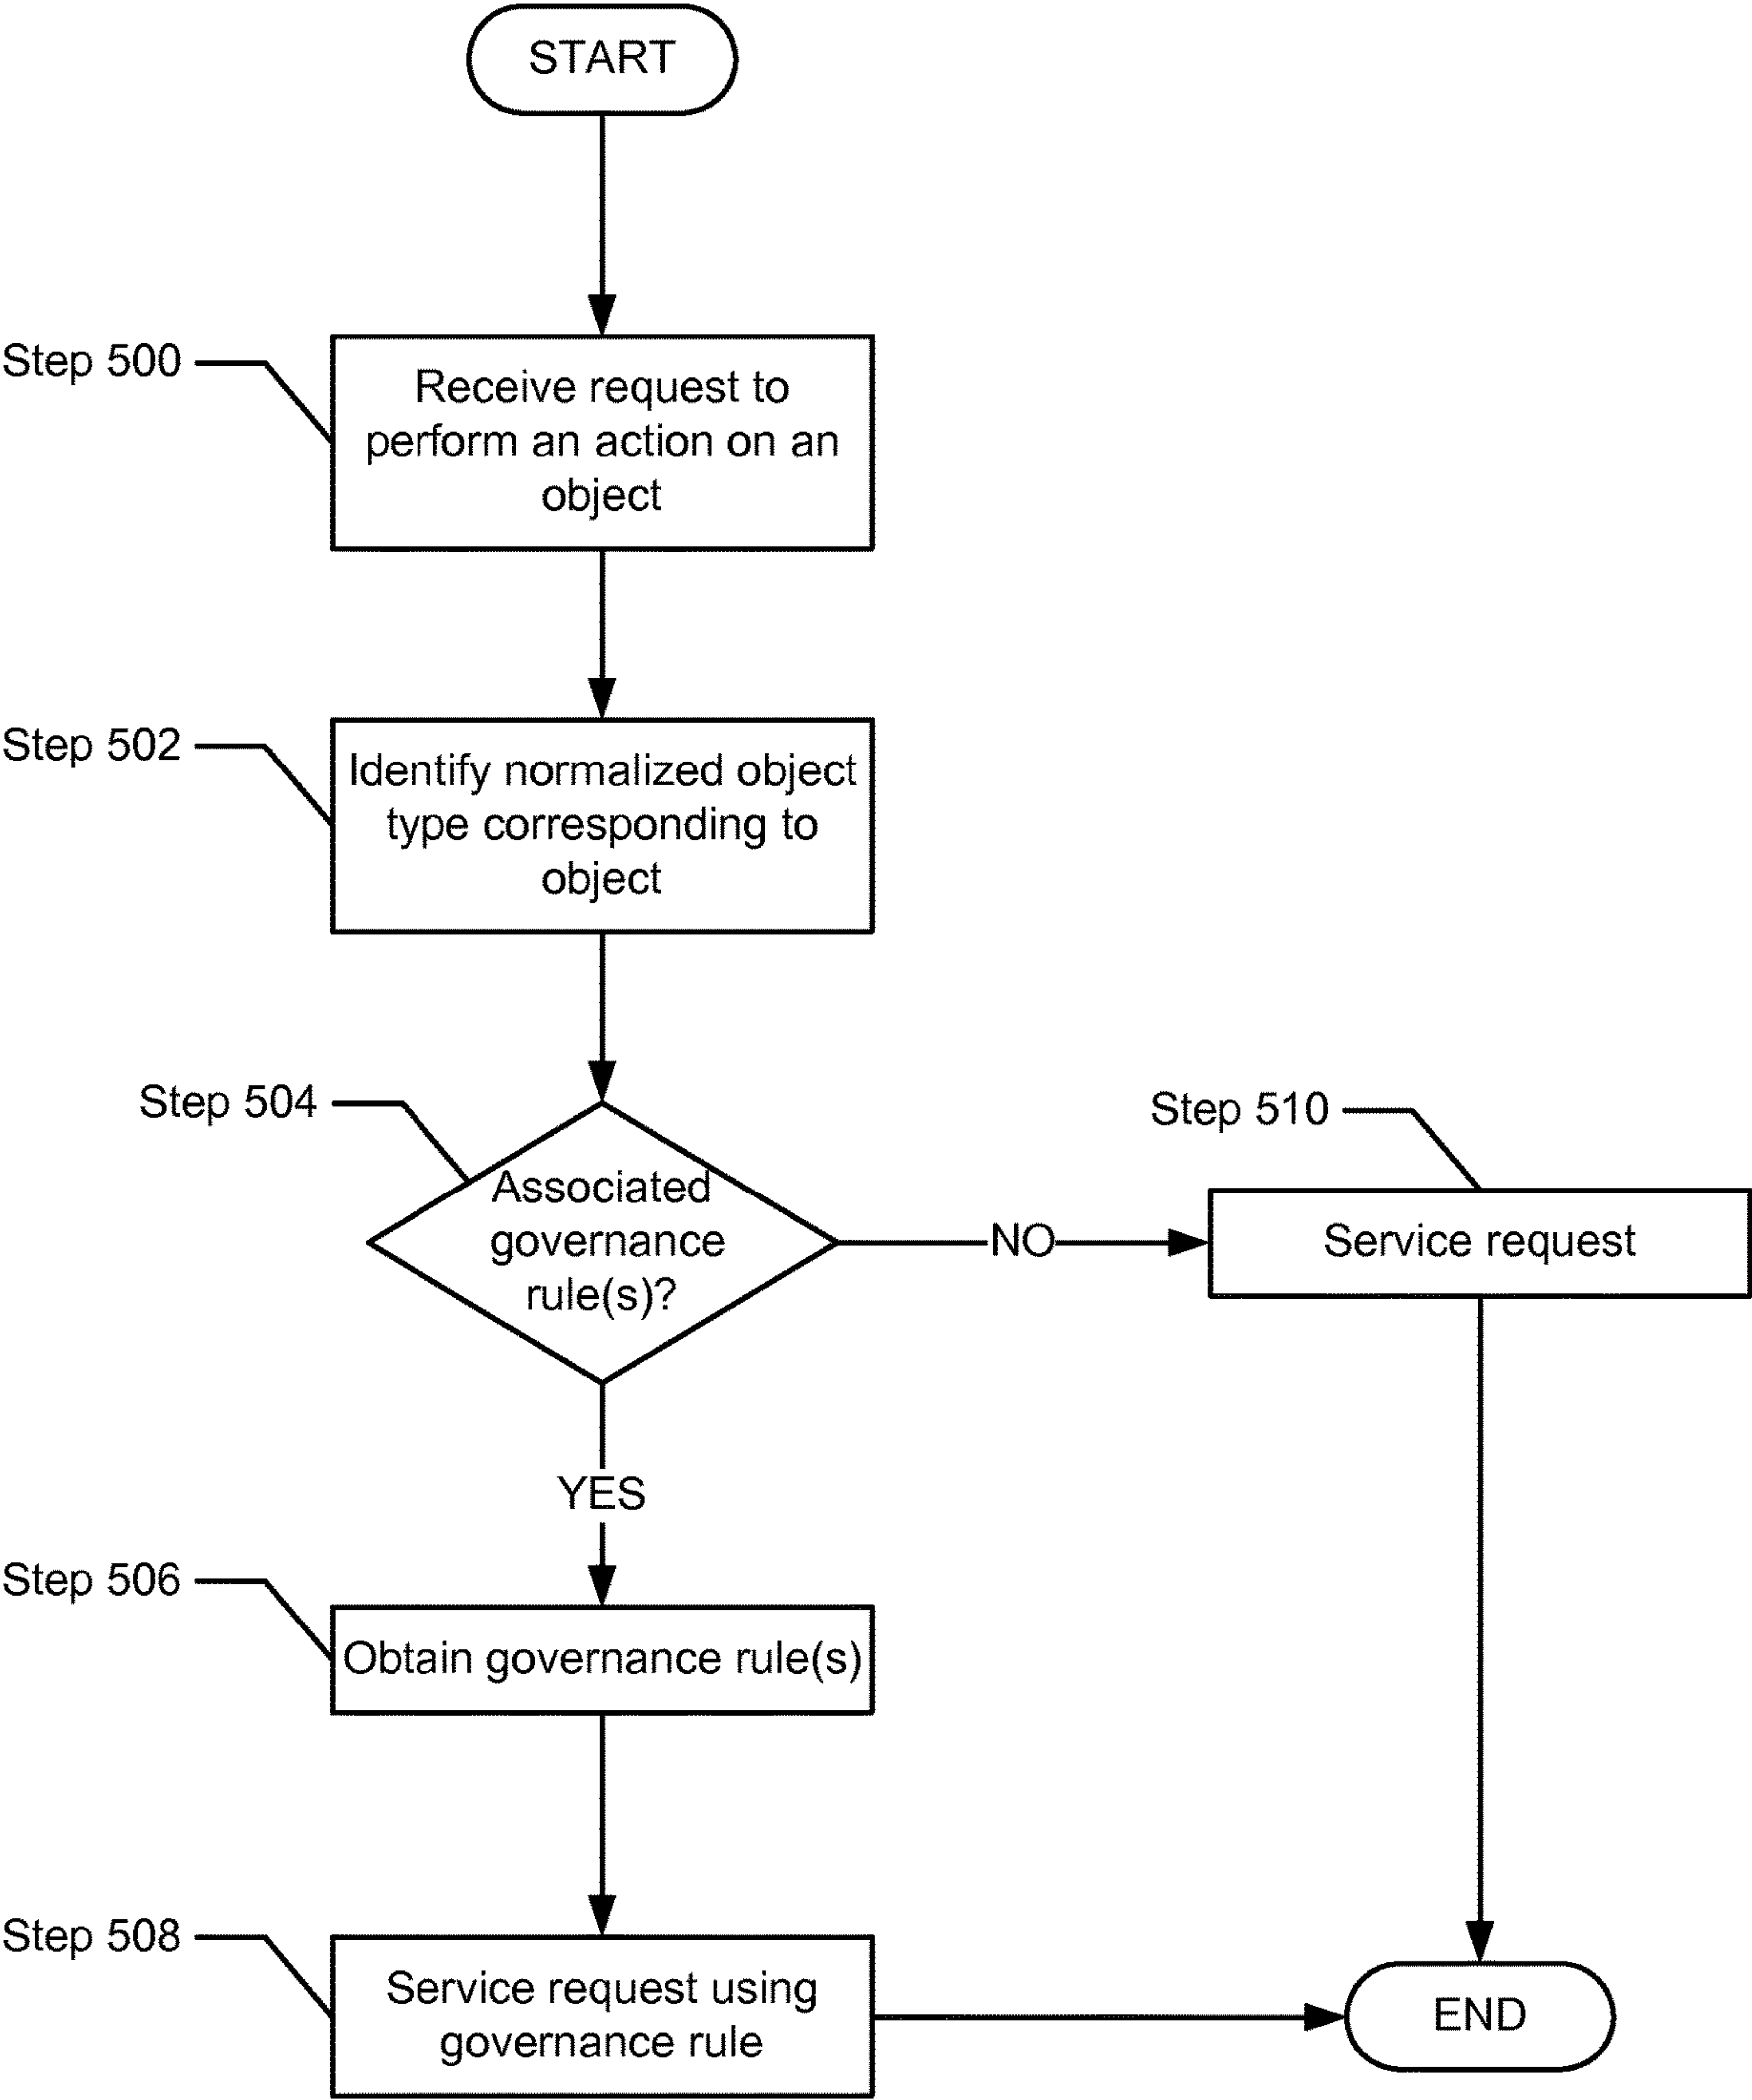 START
Step 500
Receive request to
perform an action on an
object
Step 502
Identify normalized object
type corresponding to
object
Step 504
Associated
governance
rule(s)?
NO
Step 510
Service request
YES
Step 506
Obtain governance rule(s)
Step 508
Service request using
governance rule
END